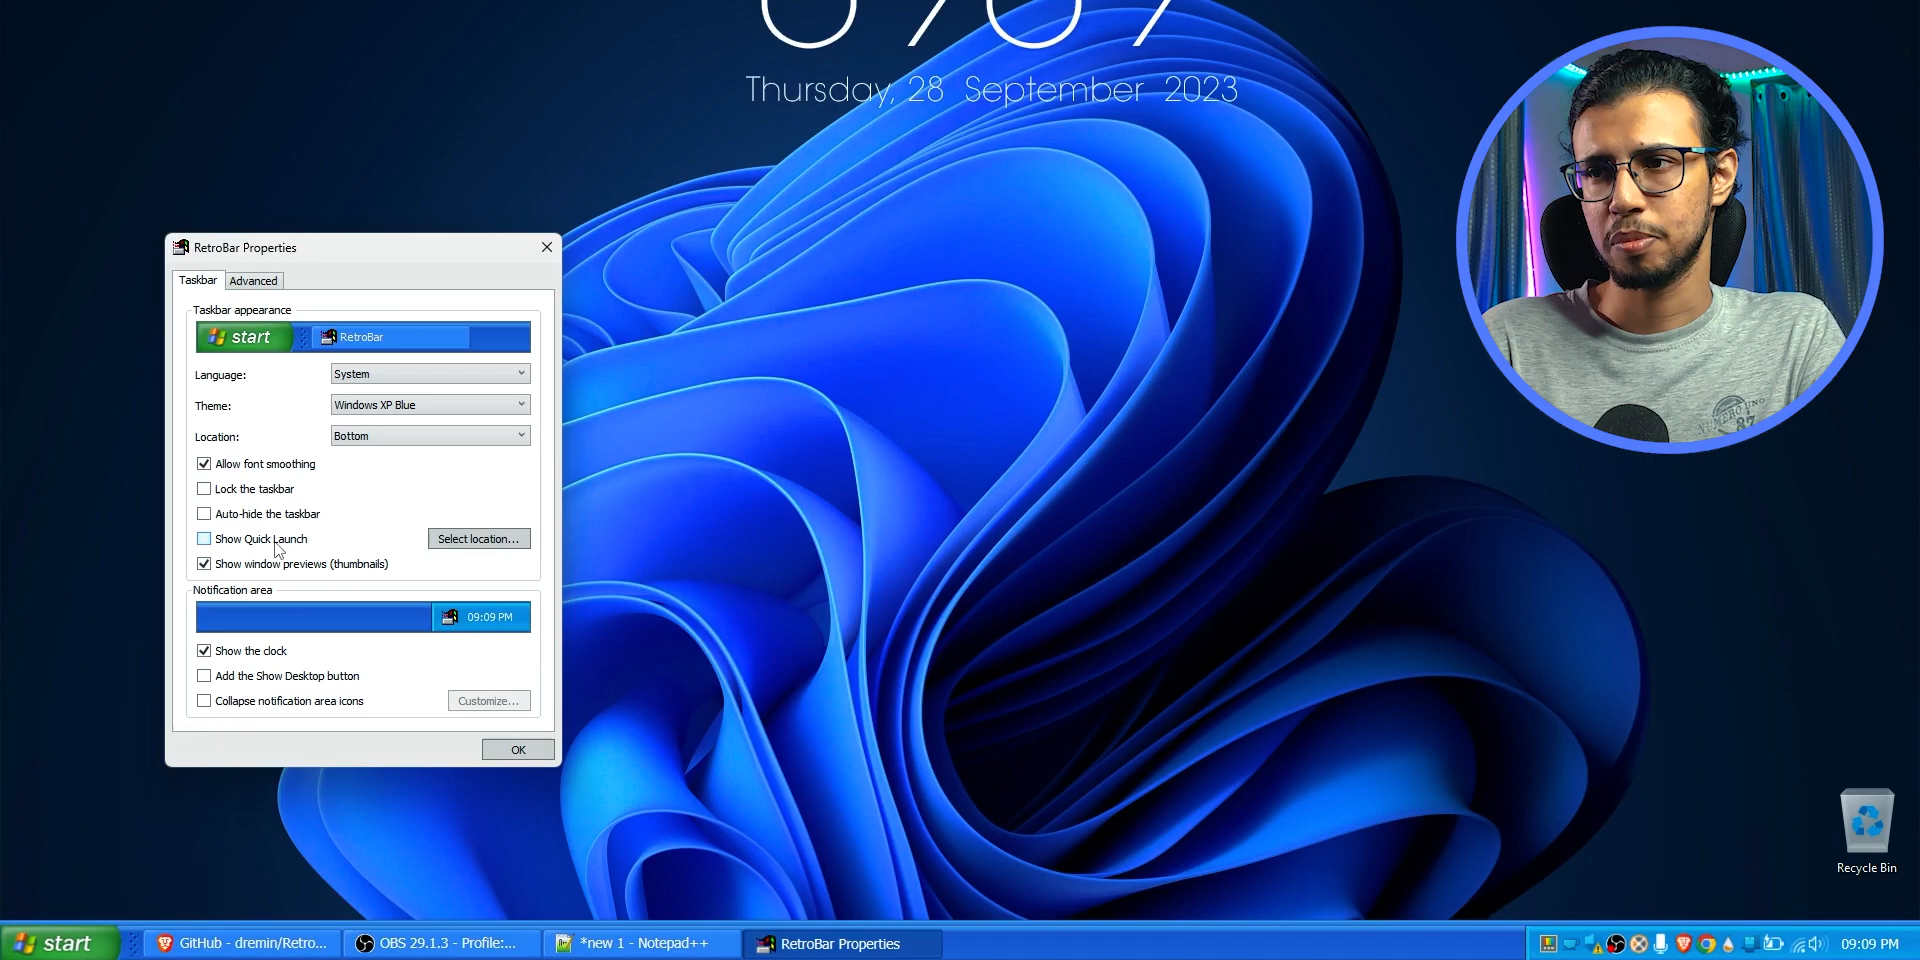 Thursday, 28 September 2023
RetroBar Properties
Taskbar
Advanced
Taskbar appearance
start
RetroBar
Language:
System
Theme:
Windows XP Blue
Location:
Bottom
Allow font smoothing
Lock the taskbar
Auto-hide the taskbar
Show Quick Launch
Select location...
Show window previews (thumbnails)
Notification area
09:09 PM
Show the clock
Add the Show Desktop button
Collapse notification area icons
Customize...
OK
NUMERO UNO
87
Recycle Bin
start
GitHub - dremin/Retro...
OBS 29.1.3 - Profile:...
*new 1 - Notepad++
RetroBar Properties
09:09 PM